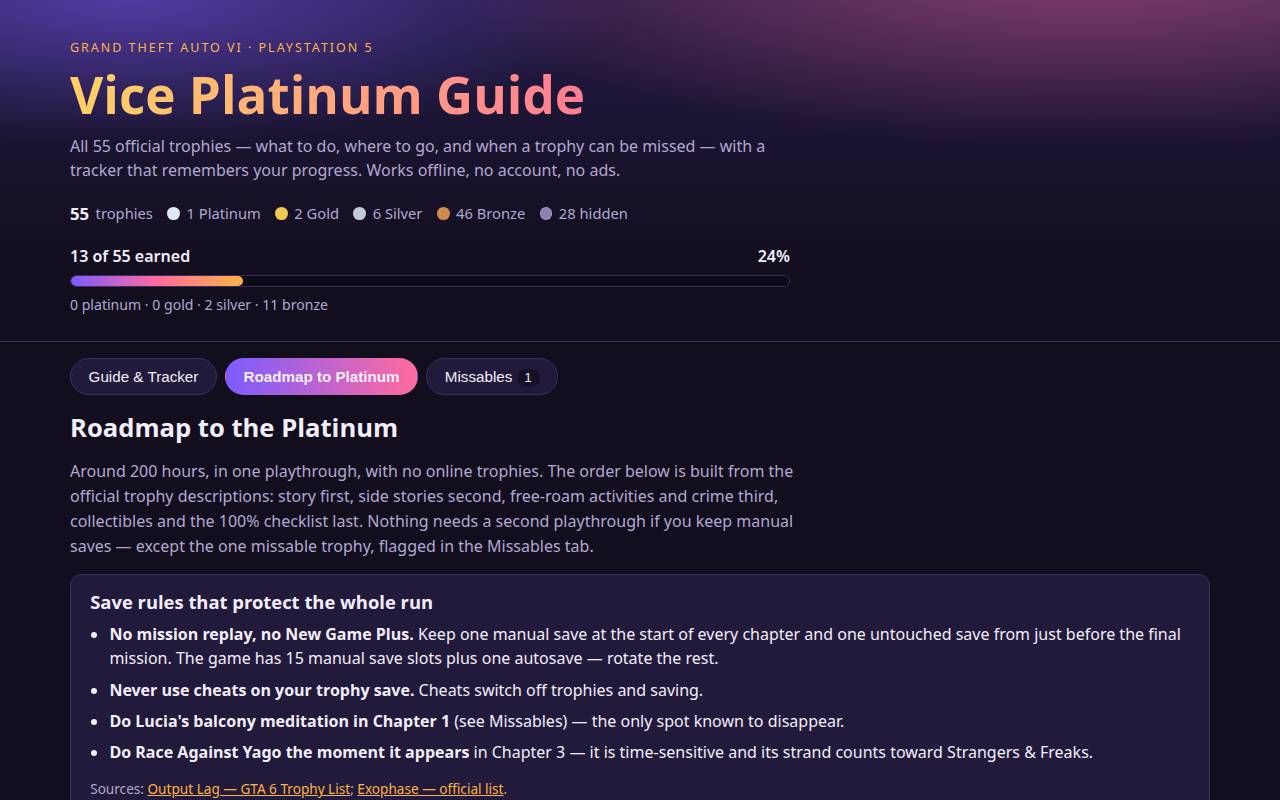 GRAND THEFT AUTO VI · PLAYSTATION 5
Vice Platinum Guide
All 55 official trophies — what to do, where to go, and when a trophy can be missed — with a
tracker that remembers your progress. Works offline, no account, no ads.
55 trophies 1 Platinum 2 Gold 6 Silver 46 Bronze 28 hidden
13 of 55 earned 24%
0 platinum · 0 gold · 2 silver · 11 bronze
Guide & Tracker Roadmap to Platinum Missables 1
Roadmap to the Platinum
Around 200 hours, in one playthrough, with no online trophies. The order below is built from the
official trophy descriptions: story first, side stories second, free-roam activities and crime third,
collectibles and the 100% checklist last. Nothing needs a second playthrough if you keep manual
saves — except the one missable trophy, flagged in the Missables tab.
Save rules that protect the whole run
• No mission replay, no New Game Plus. Keep one manual save at the start of every chapter and one untouched save from just before the final
mission. The game has 15 manual save slots plus one autosave — rotate the rest.
• Never use cheats on your trophy save. Cheats switch off trophies and saving.
• Do Lucia's balcony meditation in Chapter 1 (see Missables) — the only spot known to disappear.
• Do Race Against Yago the moment it appears in Chapter 3 — it is time-sensitive and its strand counts toward Strangers & Freaks.
Sources: Output Lag — GTA 6 Trophy List; Exophase — official list.